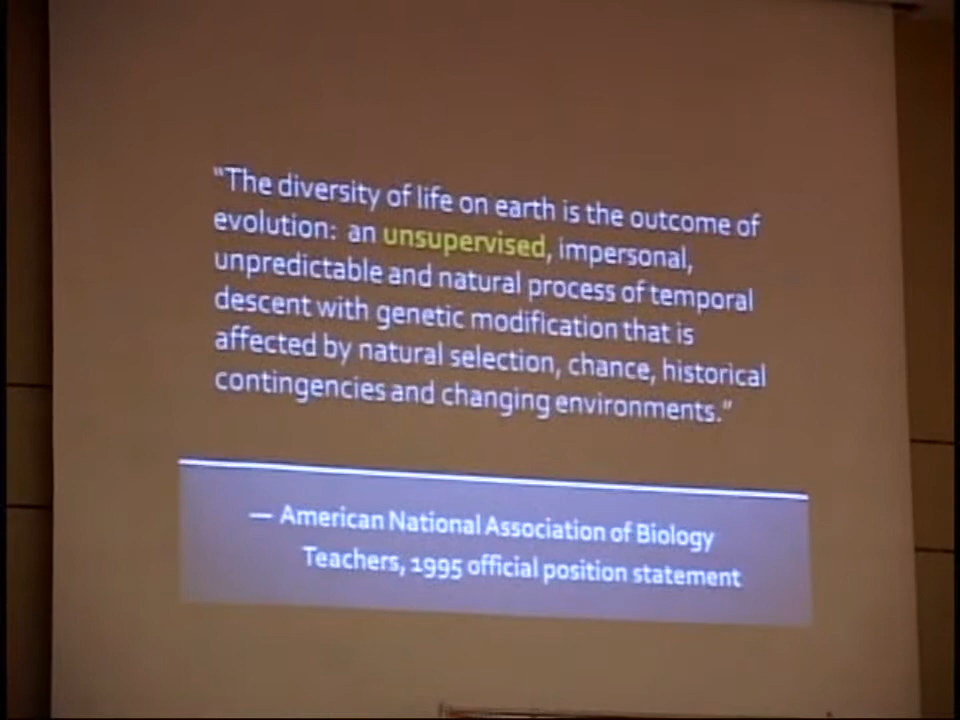 “The diversity of life on earth is the outcome of
evolution: an unsupervised, impersonal,
unpredictable and natural process of temporal
descent with genetic modification that is
affected by natural selection, chance, historical
contingencies and changing environments.”
— American National Association of Biology
Teachers, 1995 official position statement